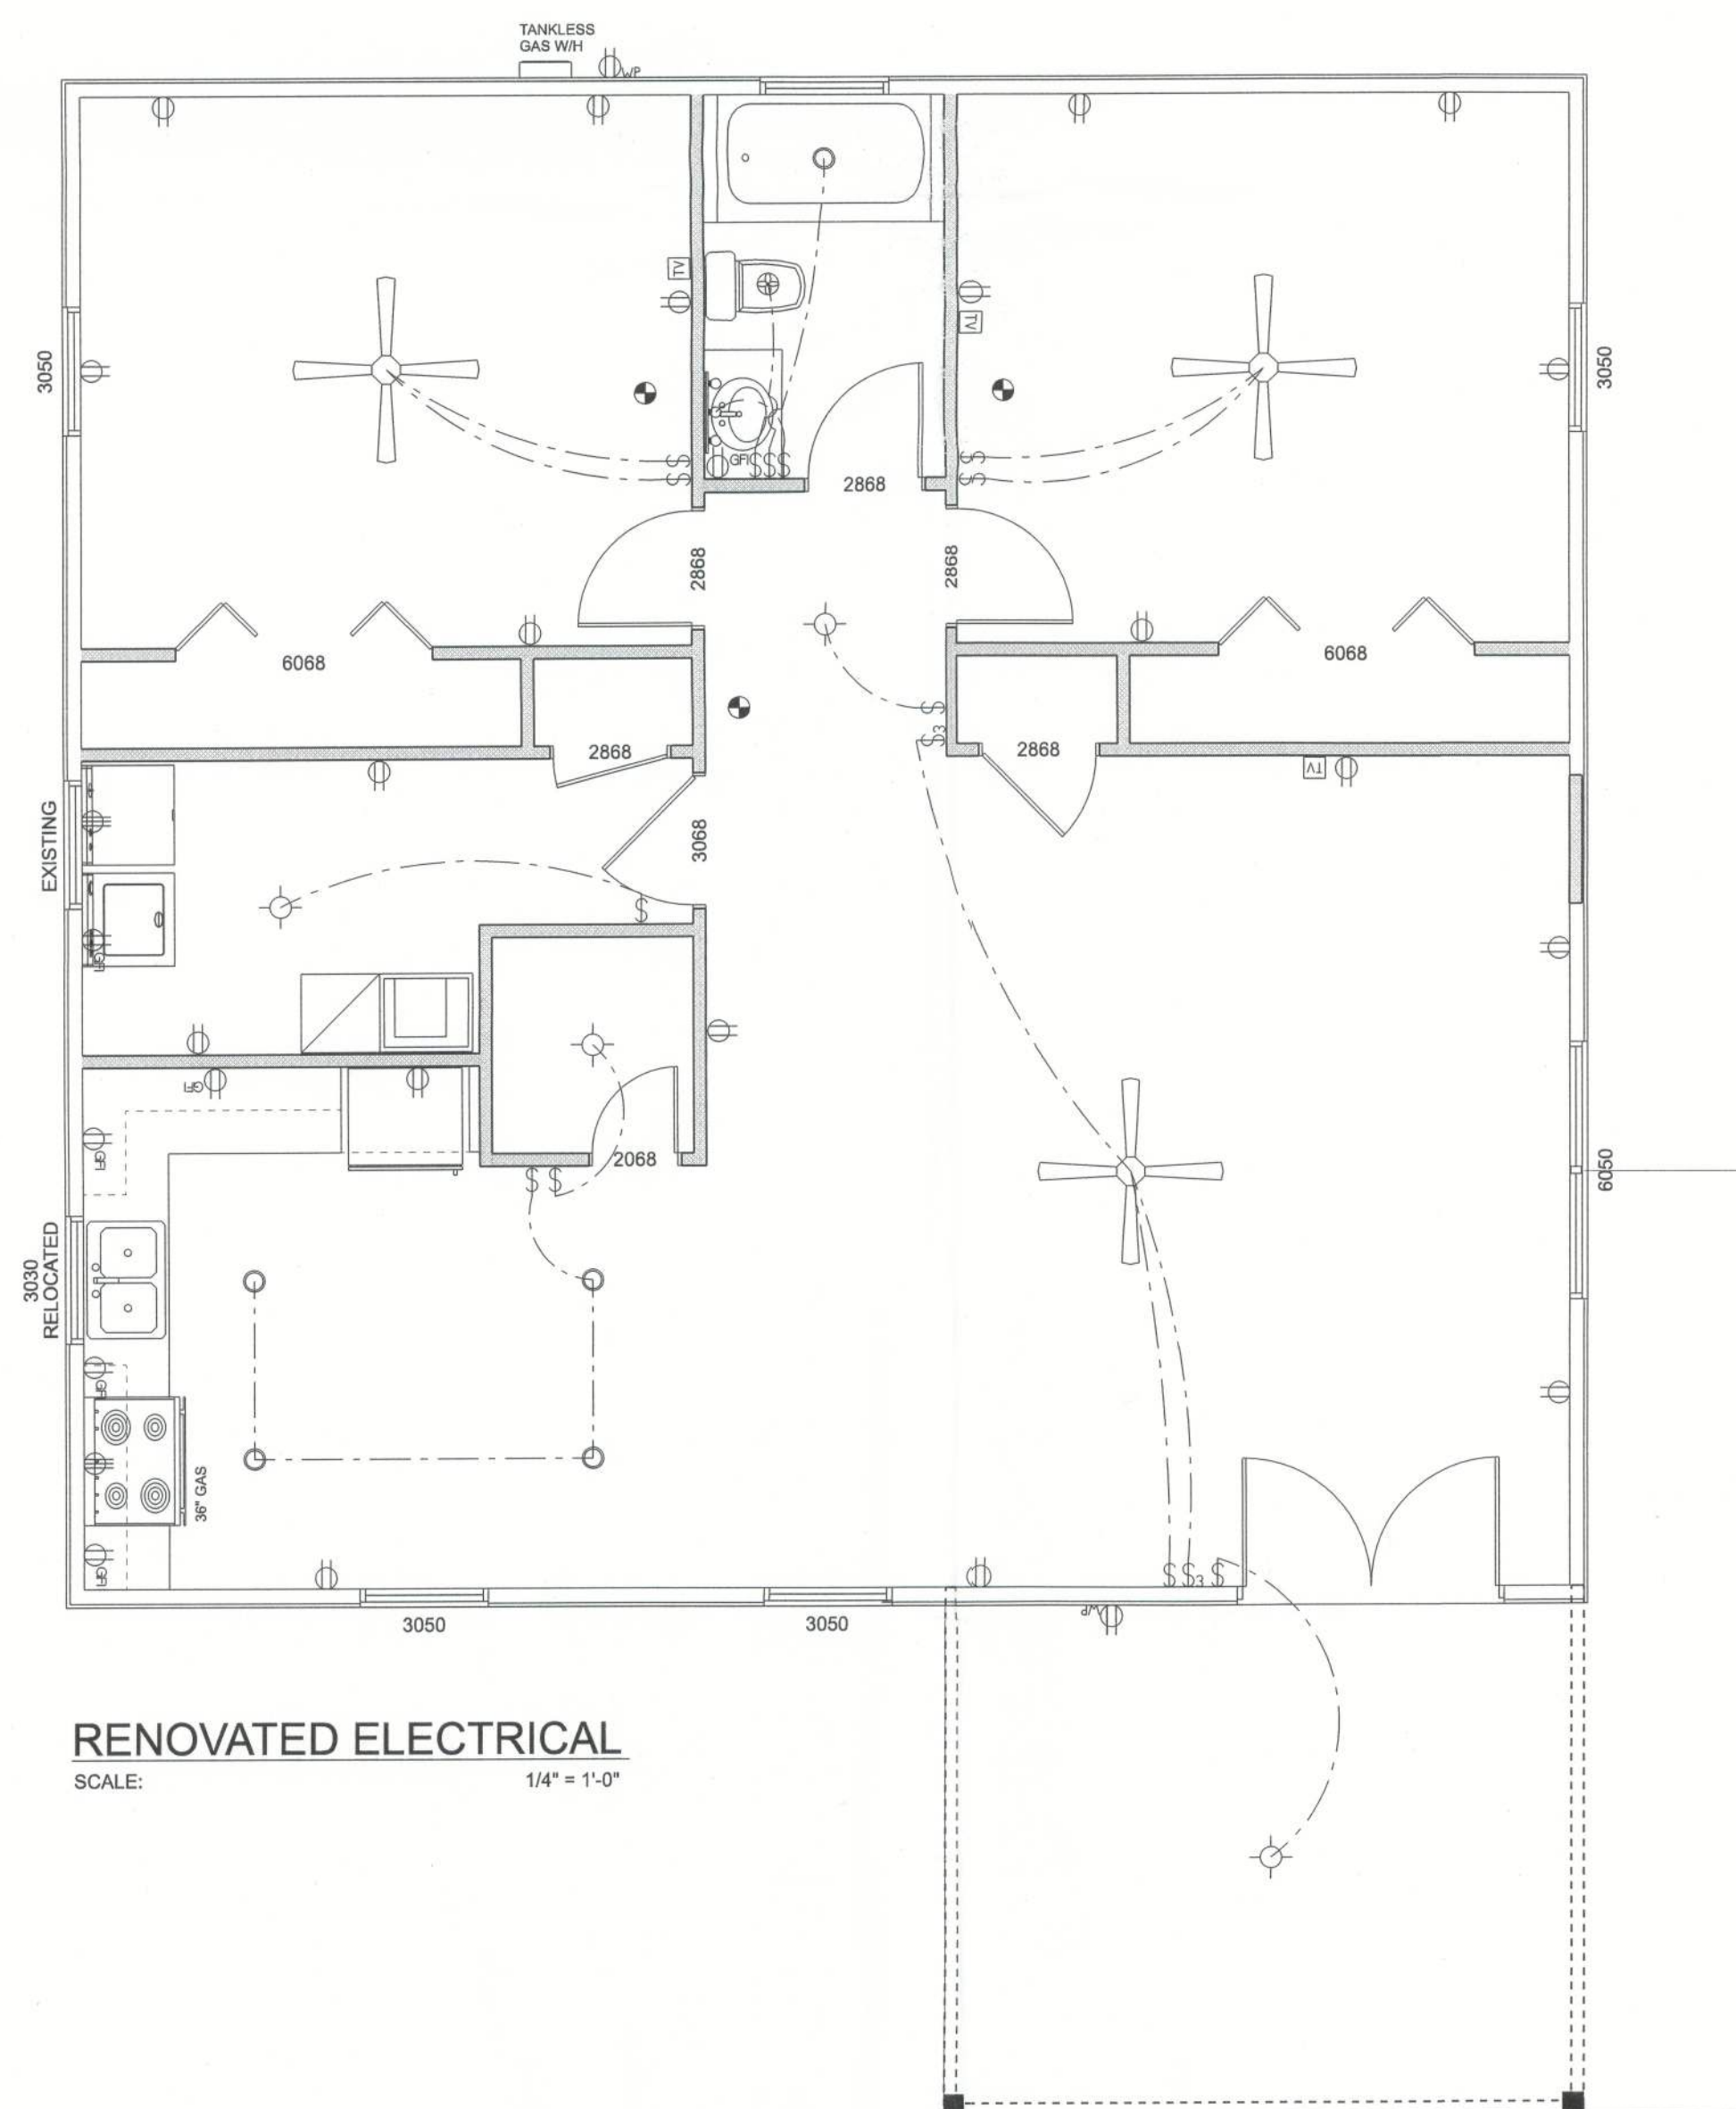 TANKLESS
GAS W/H
WP
TV
TV
3050
3050
GFI
$$$
$
$
$
$
2868
2868
2868
6068
6068
$
$3
2868
2868
TV
EXISTING
3068
$
GFI
GFI
GFI
2068
$ $
6050
3030
RELOCATED
GFI
36" GAS
GFI
$ $3 $
WP
3050
3050
RENOVATED ELECTRICAL
SCALE: 1/4" = 1'-0"